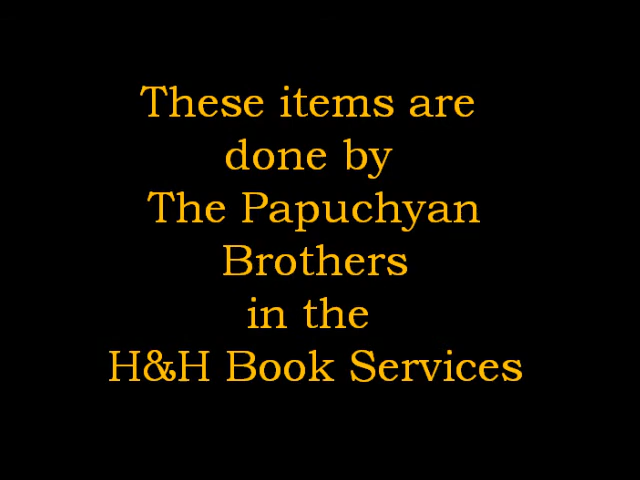 These items are
done by
The Papuchyan
Brothers
in the
H&H Book Services